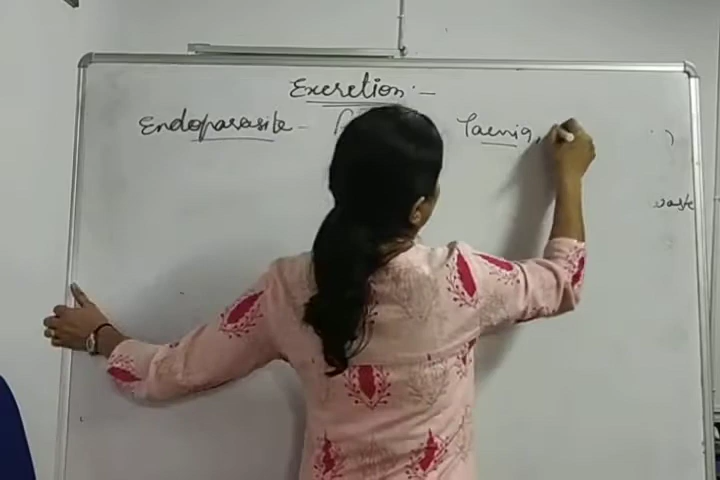 Excretion:-
Endoparasite - Taenia,
waste